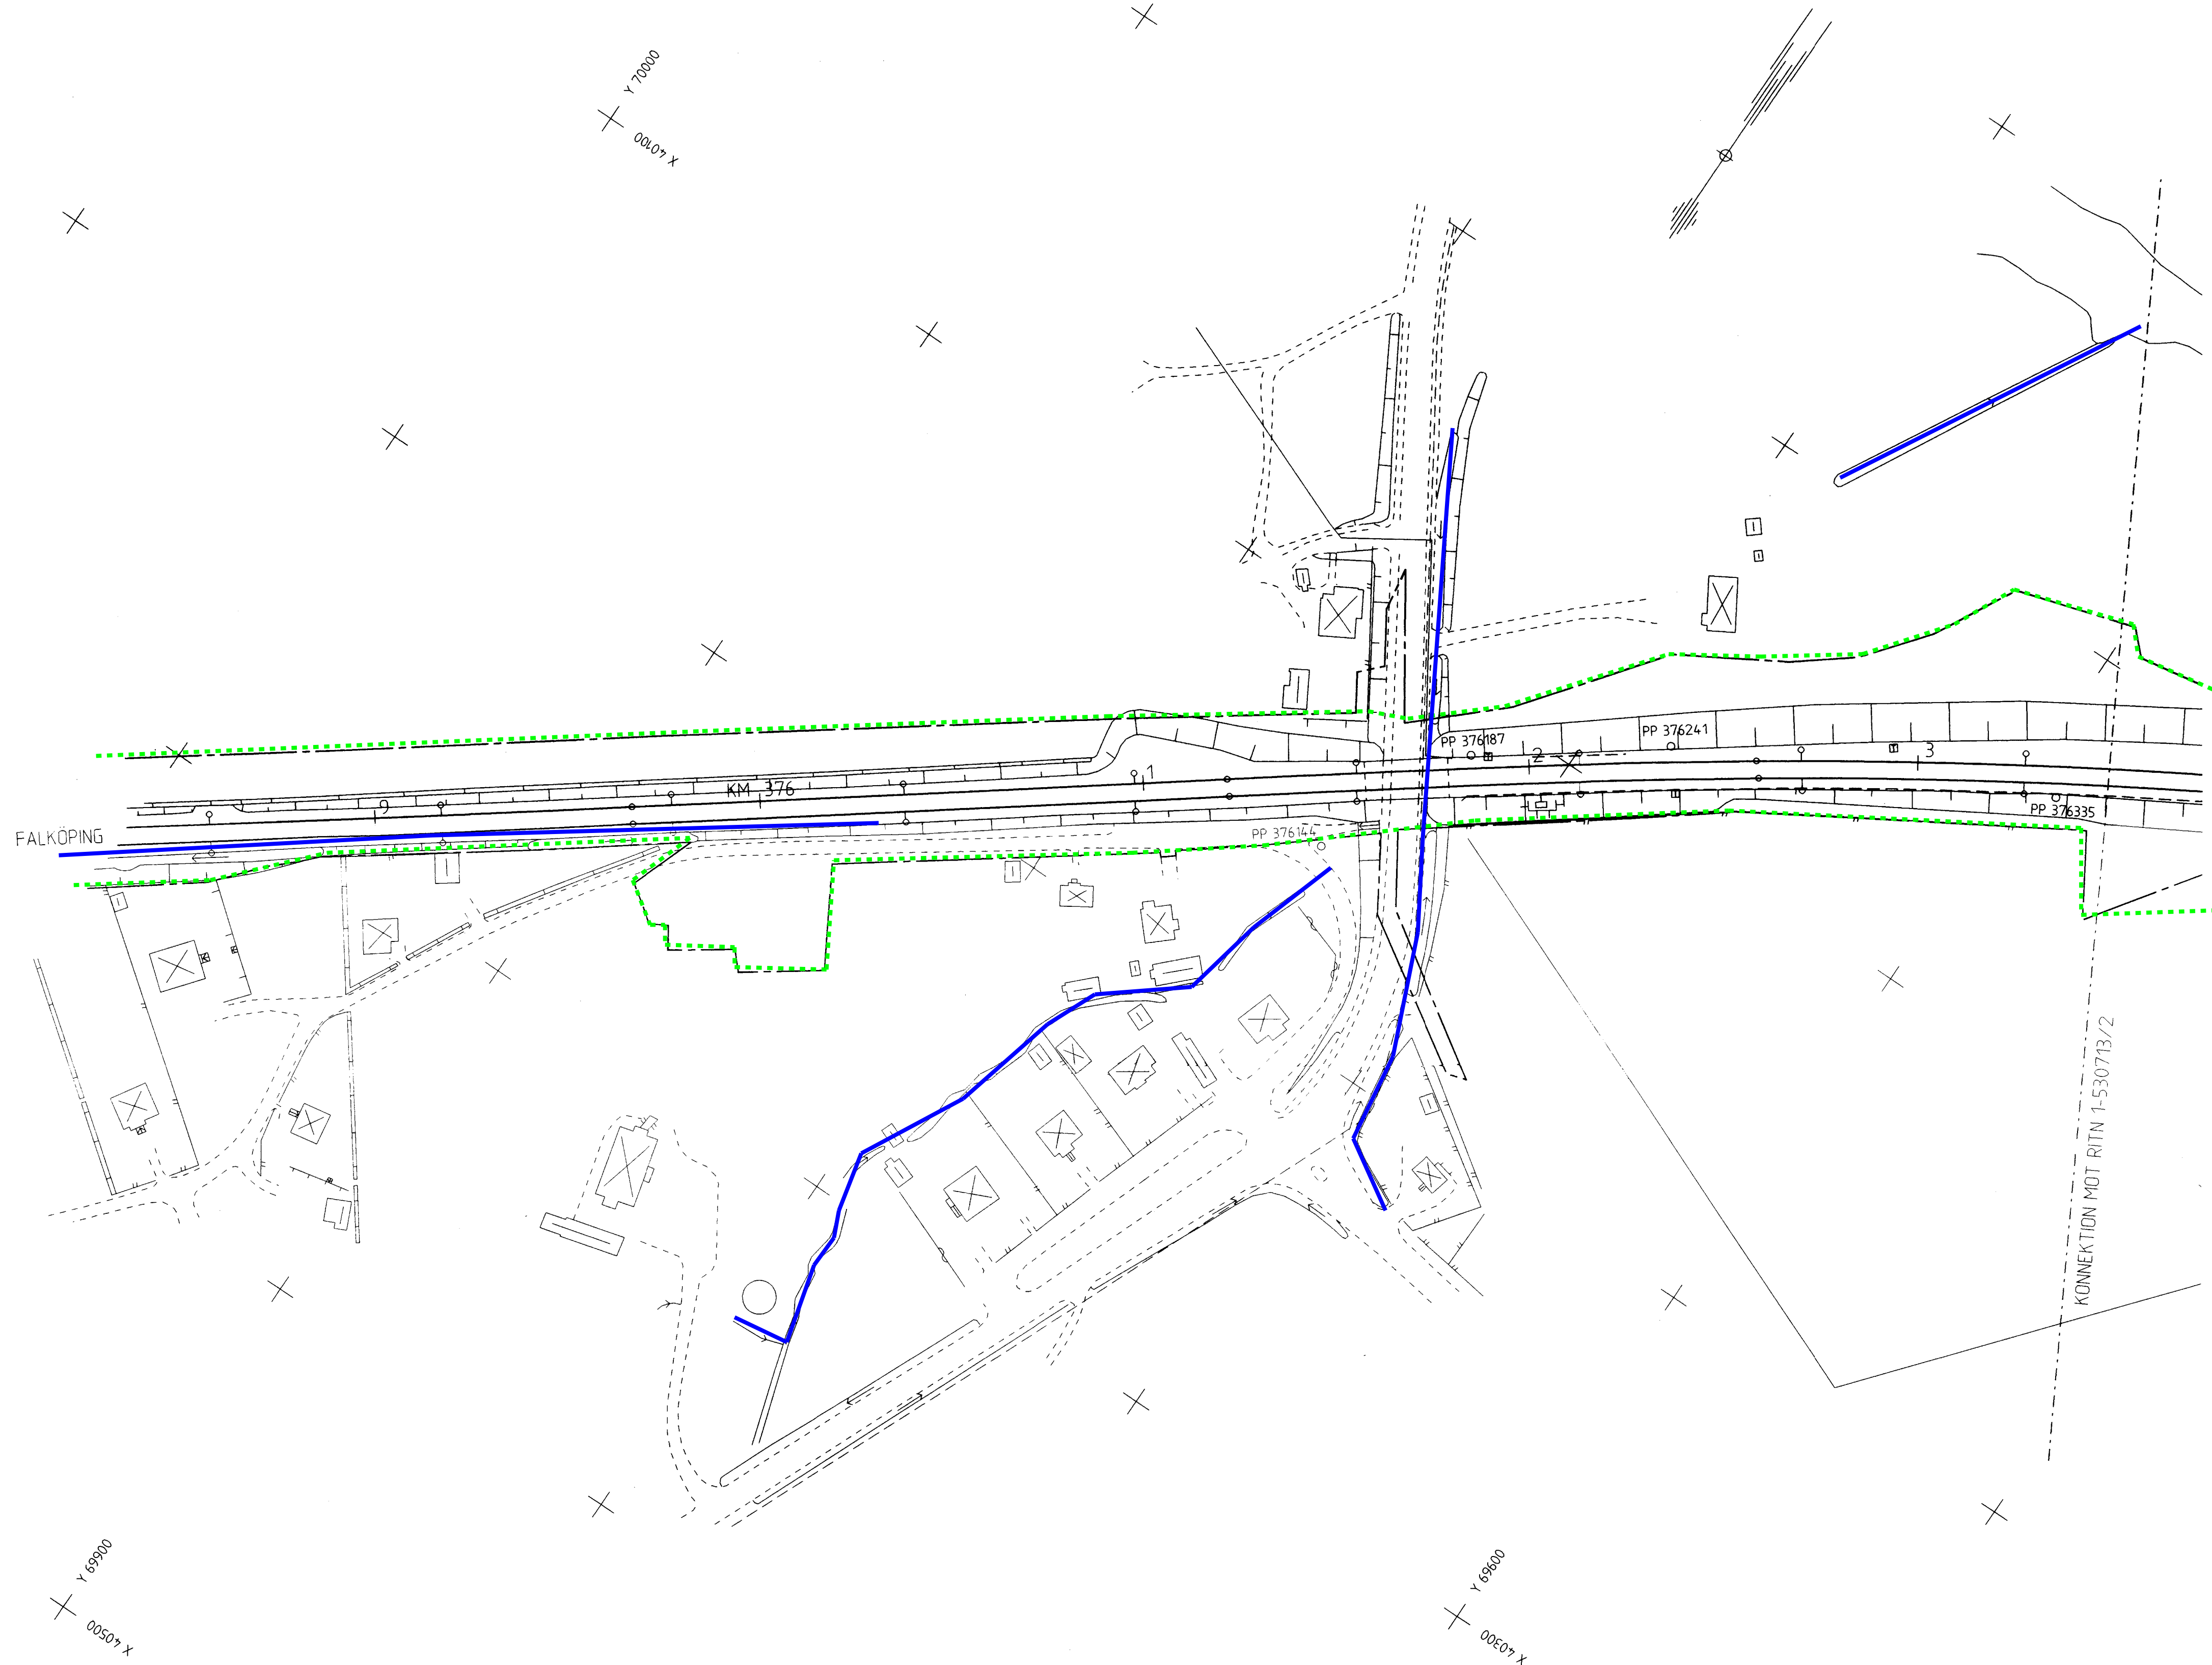 Y 70000
X 40100
PP 376187
PP 376241
2
3
1
KM 376
9
FALKÖPING
PP 376144
PP 376335
KONNEKTION MOT RITN 1-530713/2
Y 69900
X 40500
Y 69600
X 40300